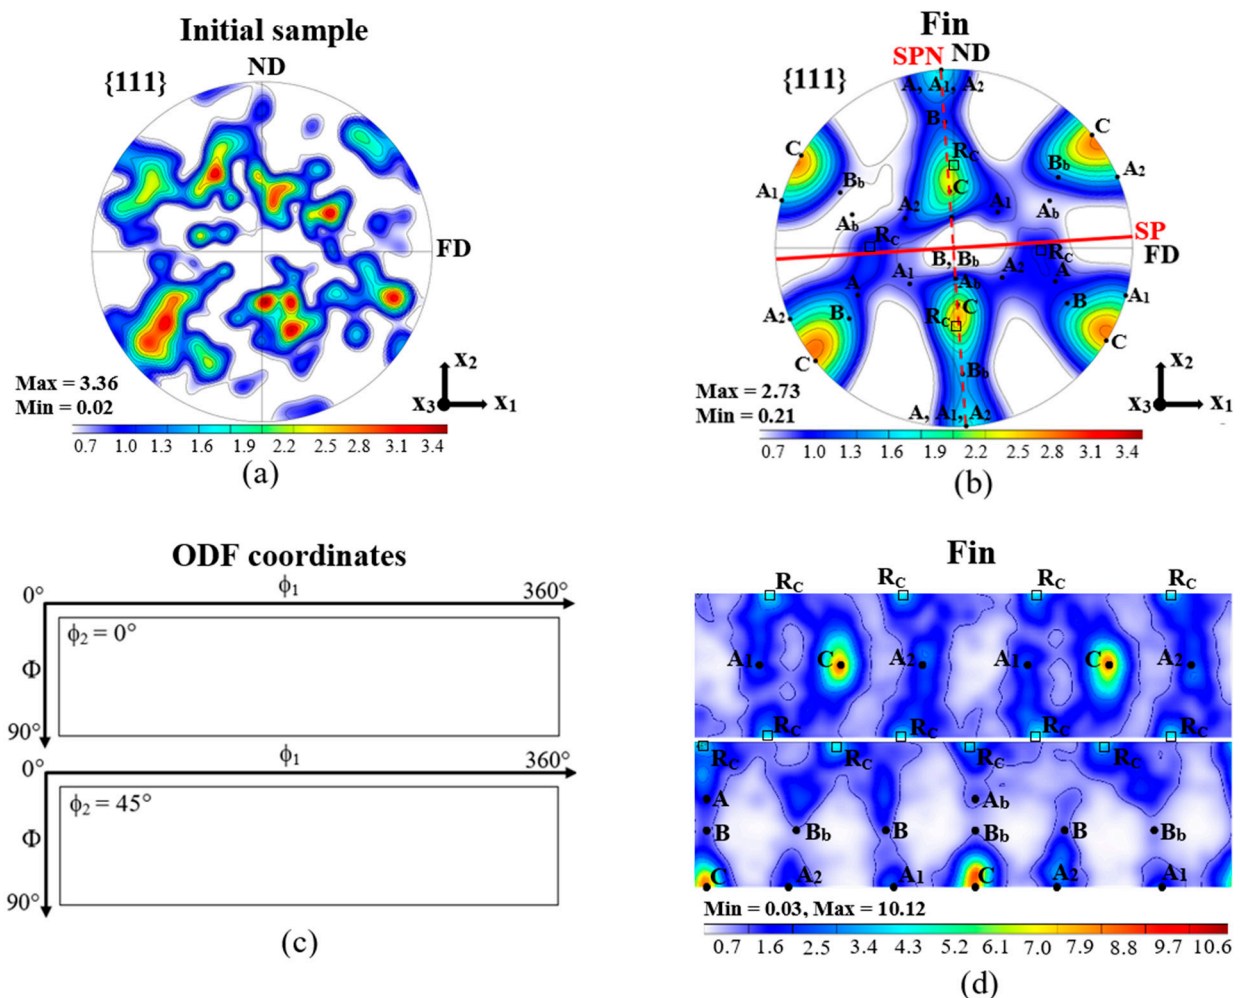 Initial sample
ND
{111}
FD
Max = 3.36
Min = 0.02
X2
X3
X1
0.7 1.0 1.3 1.6 1.9 2.2 2.5 2.8 3.1 3.4
(a)
Fin
SPN ND
{111}
A, A1, A2
B
C
C
RC
Bb
Bb
A2
A1
C
Ab
A2
A1
Ab
RC
SP
RC
FD
B, Bb
A
A1
Ab
A2
A
A1
A2
B
C
B
RC
C
C
Bb
Max = 2.73
Min = 0.21
A, A1, A2
X2
X3
X1
0.7 1.0 1.3 1.6 1.9 2.2 2.5 2.8 3.1 3.4
(b)
ODF coordinates
0° ϕ1 360°
ϕ2 = 0°
Φ
90°
0° ϕ1 360°
ϕ2 = 45°
Φ
90°
(c)
Fin
RC RC RC RC
A1 C A2 A1 C A2
RC RC RC RC
RC RC RC RC
A Ab
B Bb B Bb B Bb
C A2 A1 C A2 A1
Min = 0.03, Max = 10.12
0.7 1.6 2.5 3.4 4.3 5.2 6.1 7.0 7.9 8.8 9.7 10.6
(d)